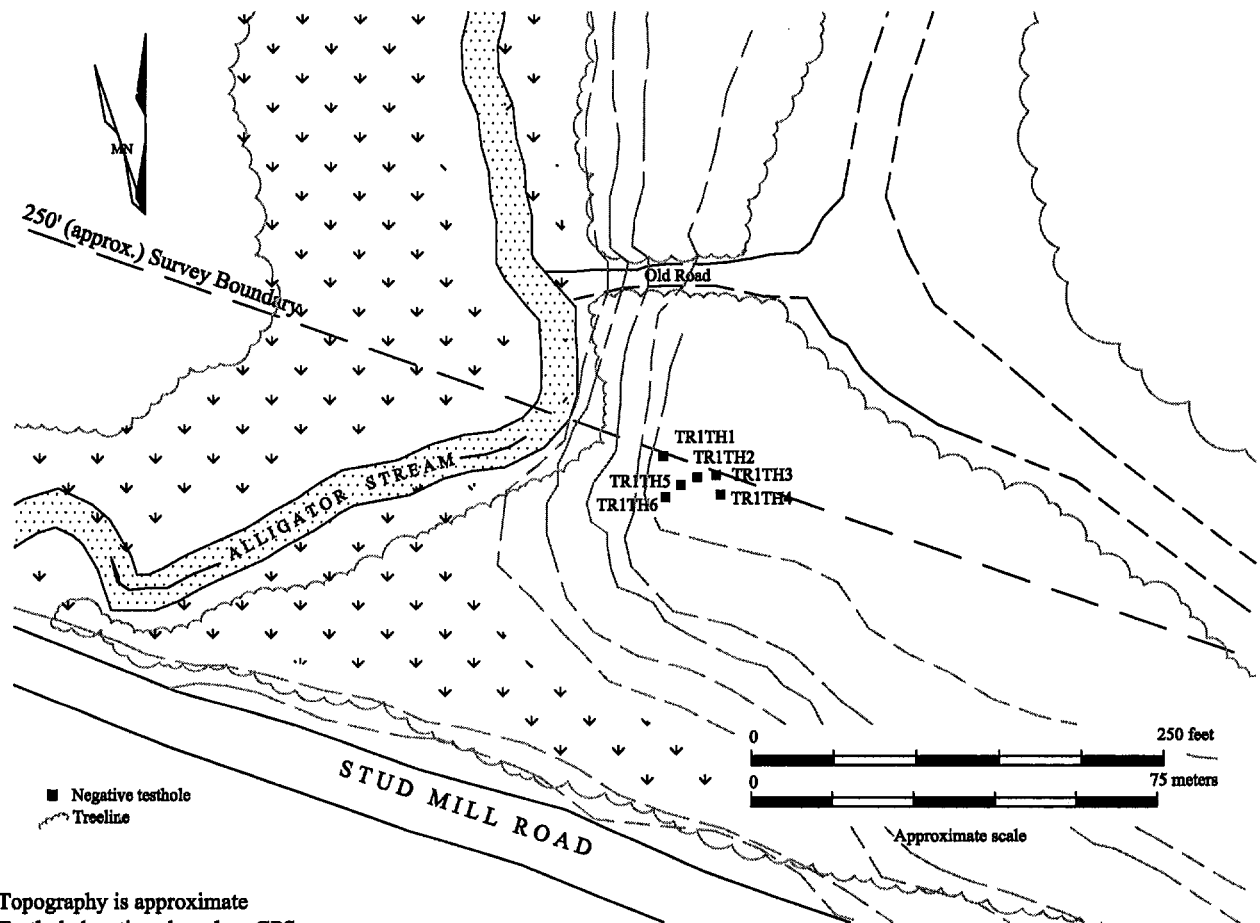 MN
250' (approx.) Survey Boundary
Old Road
TR1TH1
TR1TH2
TR1TH3
TR1TH5
TR1TH4
TR1TH6
ALLIGATOR STREAM
0 250 feet
0 75 meters
Approximate scale
STUD MILL ROAD
Negative testhole
Treeline
Topography is approximate